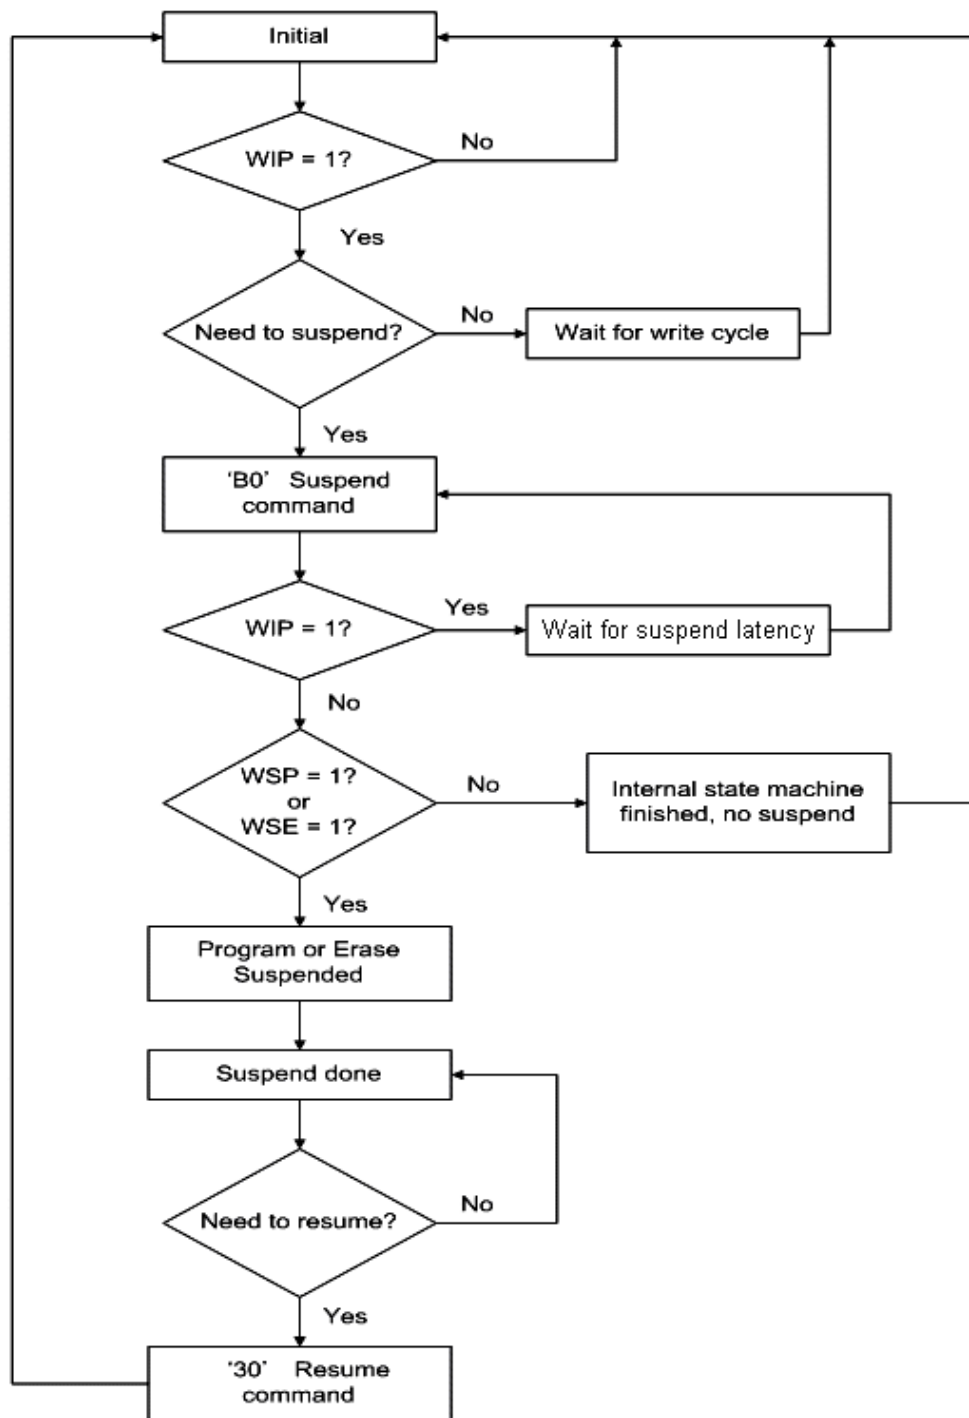 Initial
WIP = 1?
No
Yes
Need to suspend?
No
Wait for write cycle
Yes
‘B0’ Suspend
command
WIP = 1?
Yes
Wait for suspend latency
No
WSP = 1?
or
WSE = 1?
No
Internal state machine
finished, no suspend
Yes
Program or Erase
Suspended
Suspend done
Need to resume?
No
Yes
‘30’ Resume
command